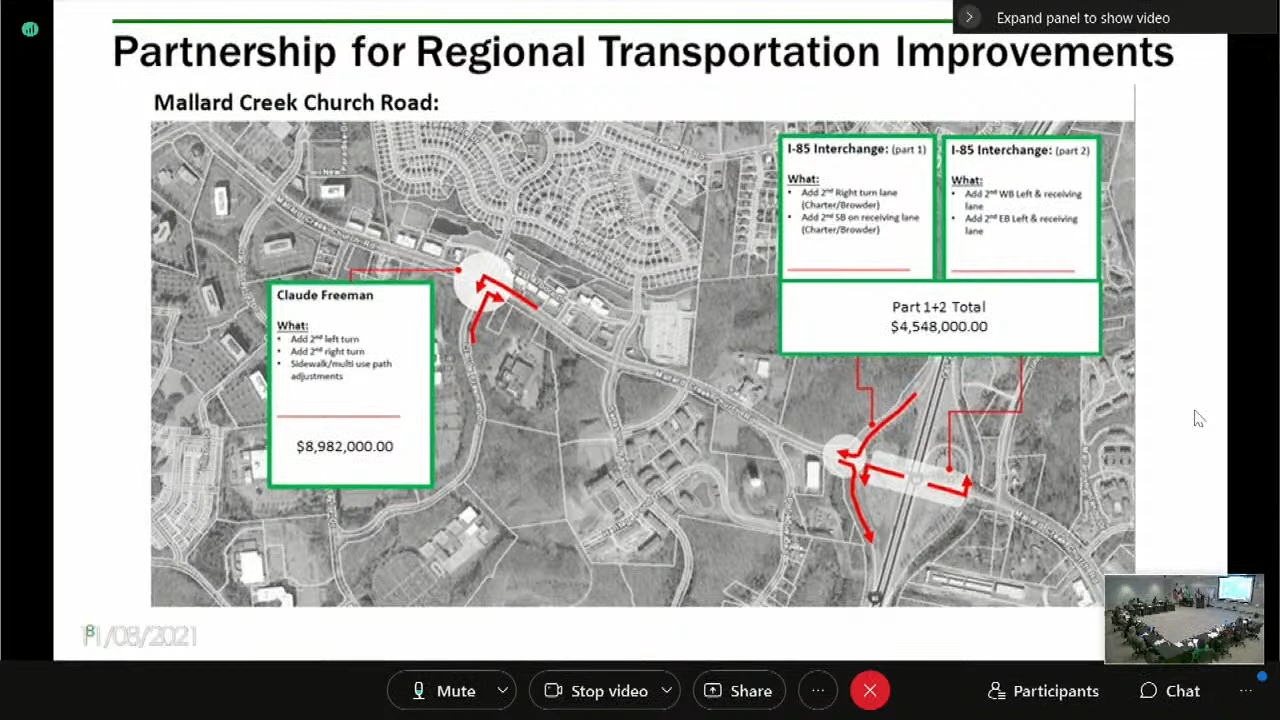 Expand panel to show video
Partnership for Regional Transportation Improvements
Mallard Creek Church Road:
I-85 Interchange: (part 1)
What:
• Add 2nd Right turn lane
(Charter/Browder)
• Add 2nd SB on receiving lane
(Charter/Browder)
I-85 Interchange: (part 2)
What:
• Add 2nd WB Left & receiving
lane
• Add 2nd EB Left & receiving
lane
Part 1+2 Total
$4,548,000.00
Claude Freeman
What:
• Add 2nd left turn
• Add 2nd right turn
• Sidewalk/multi use path
adjustments
$8,982,000.00
8
11/08/2021
Mute
Stop video
Share
Participants
Chat